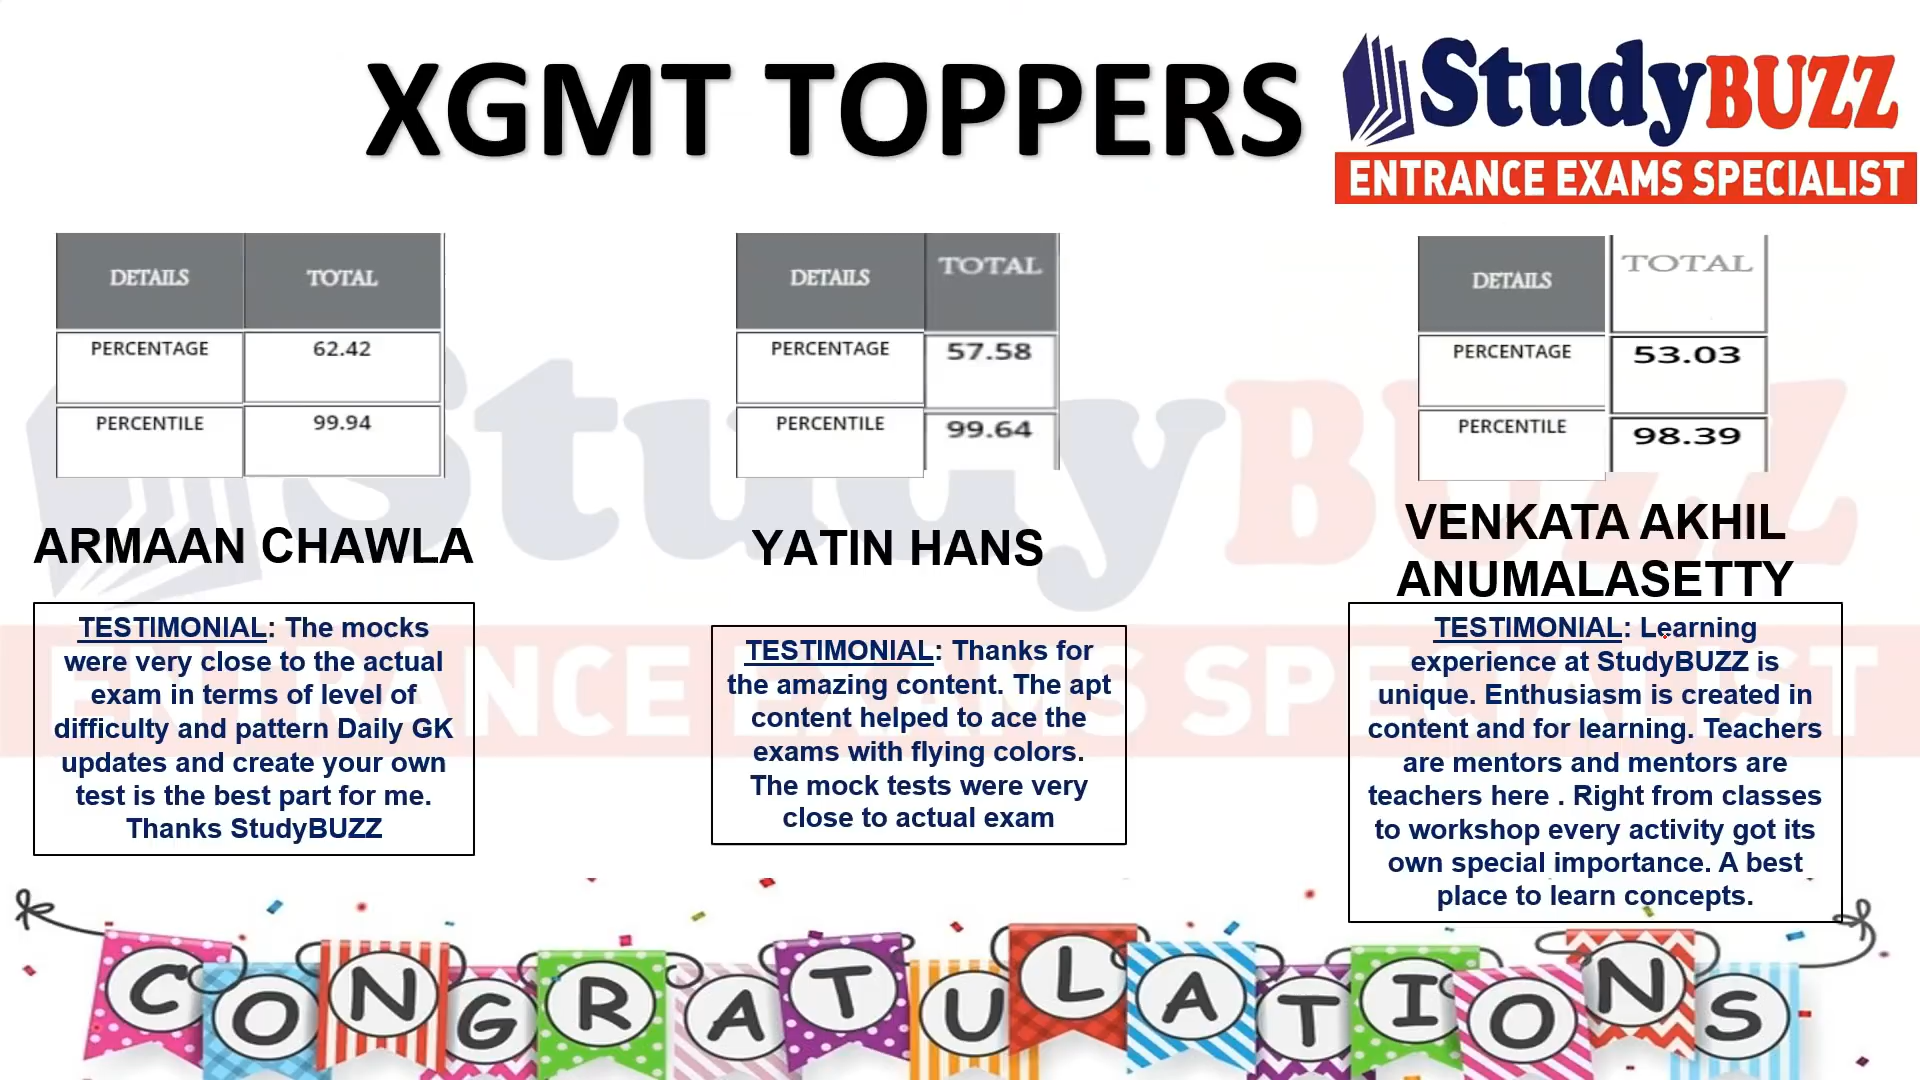 XGMT TOPPERS
StudyBUZZ
ENTRANCE EXAMS SPECIALIST
DETAILS TOTAL
PERCENTAGE 62.42
PERCENTILE 99.94
ARMAAN CHAWLA
TESTIMONIAL: The mocks
were very close to the actual
exam in terms of level of
difficulty and pattern Daily GK
updates and create your own
test is the best part for me.
Thanks StudyBUZZ
DETAILS TOTAL
PERCENTAGE 57.58
PERCENTILE 99.64
YATIN HANS
TESTIMONIAL: Thanks for
the amazing content. The apt
content helped to ace the
exams with flying colors.
The mock tests were very
close to actual exam
DETAILS TOTAL
PERCENTAGE 53.03
PERCENTILE 98.39
VENKATA AKHIL
ANUMALASETTY
TESTIMONIAL: Learning
experience at StudyBUZZ is
unique. Enthusiasm is created in
content and for learning. Teachers
are mentors and mentors are
teachers here . Right from classes
to workshop every activity got its
own special importance. A best
place to learn concepts.
StudyBUZZ
ENTRANCE EXAMS SPECIALIST
CONGRATULATIONS